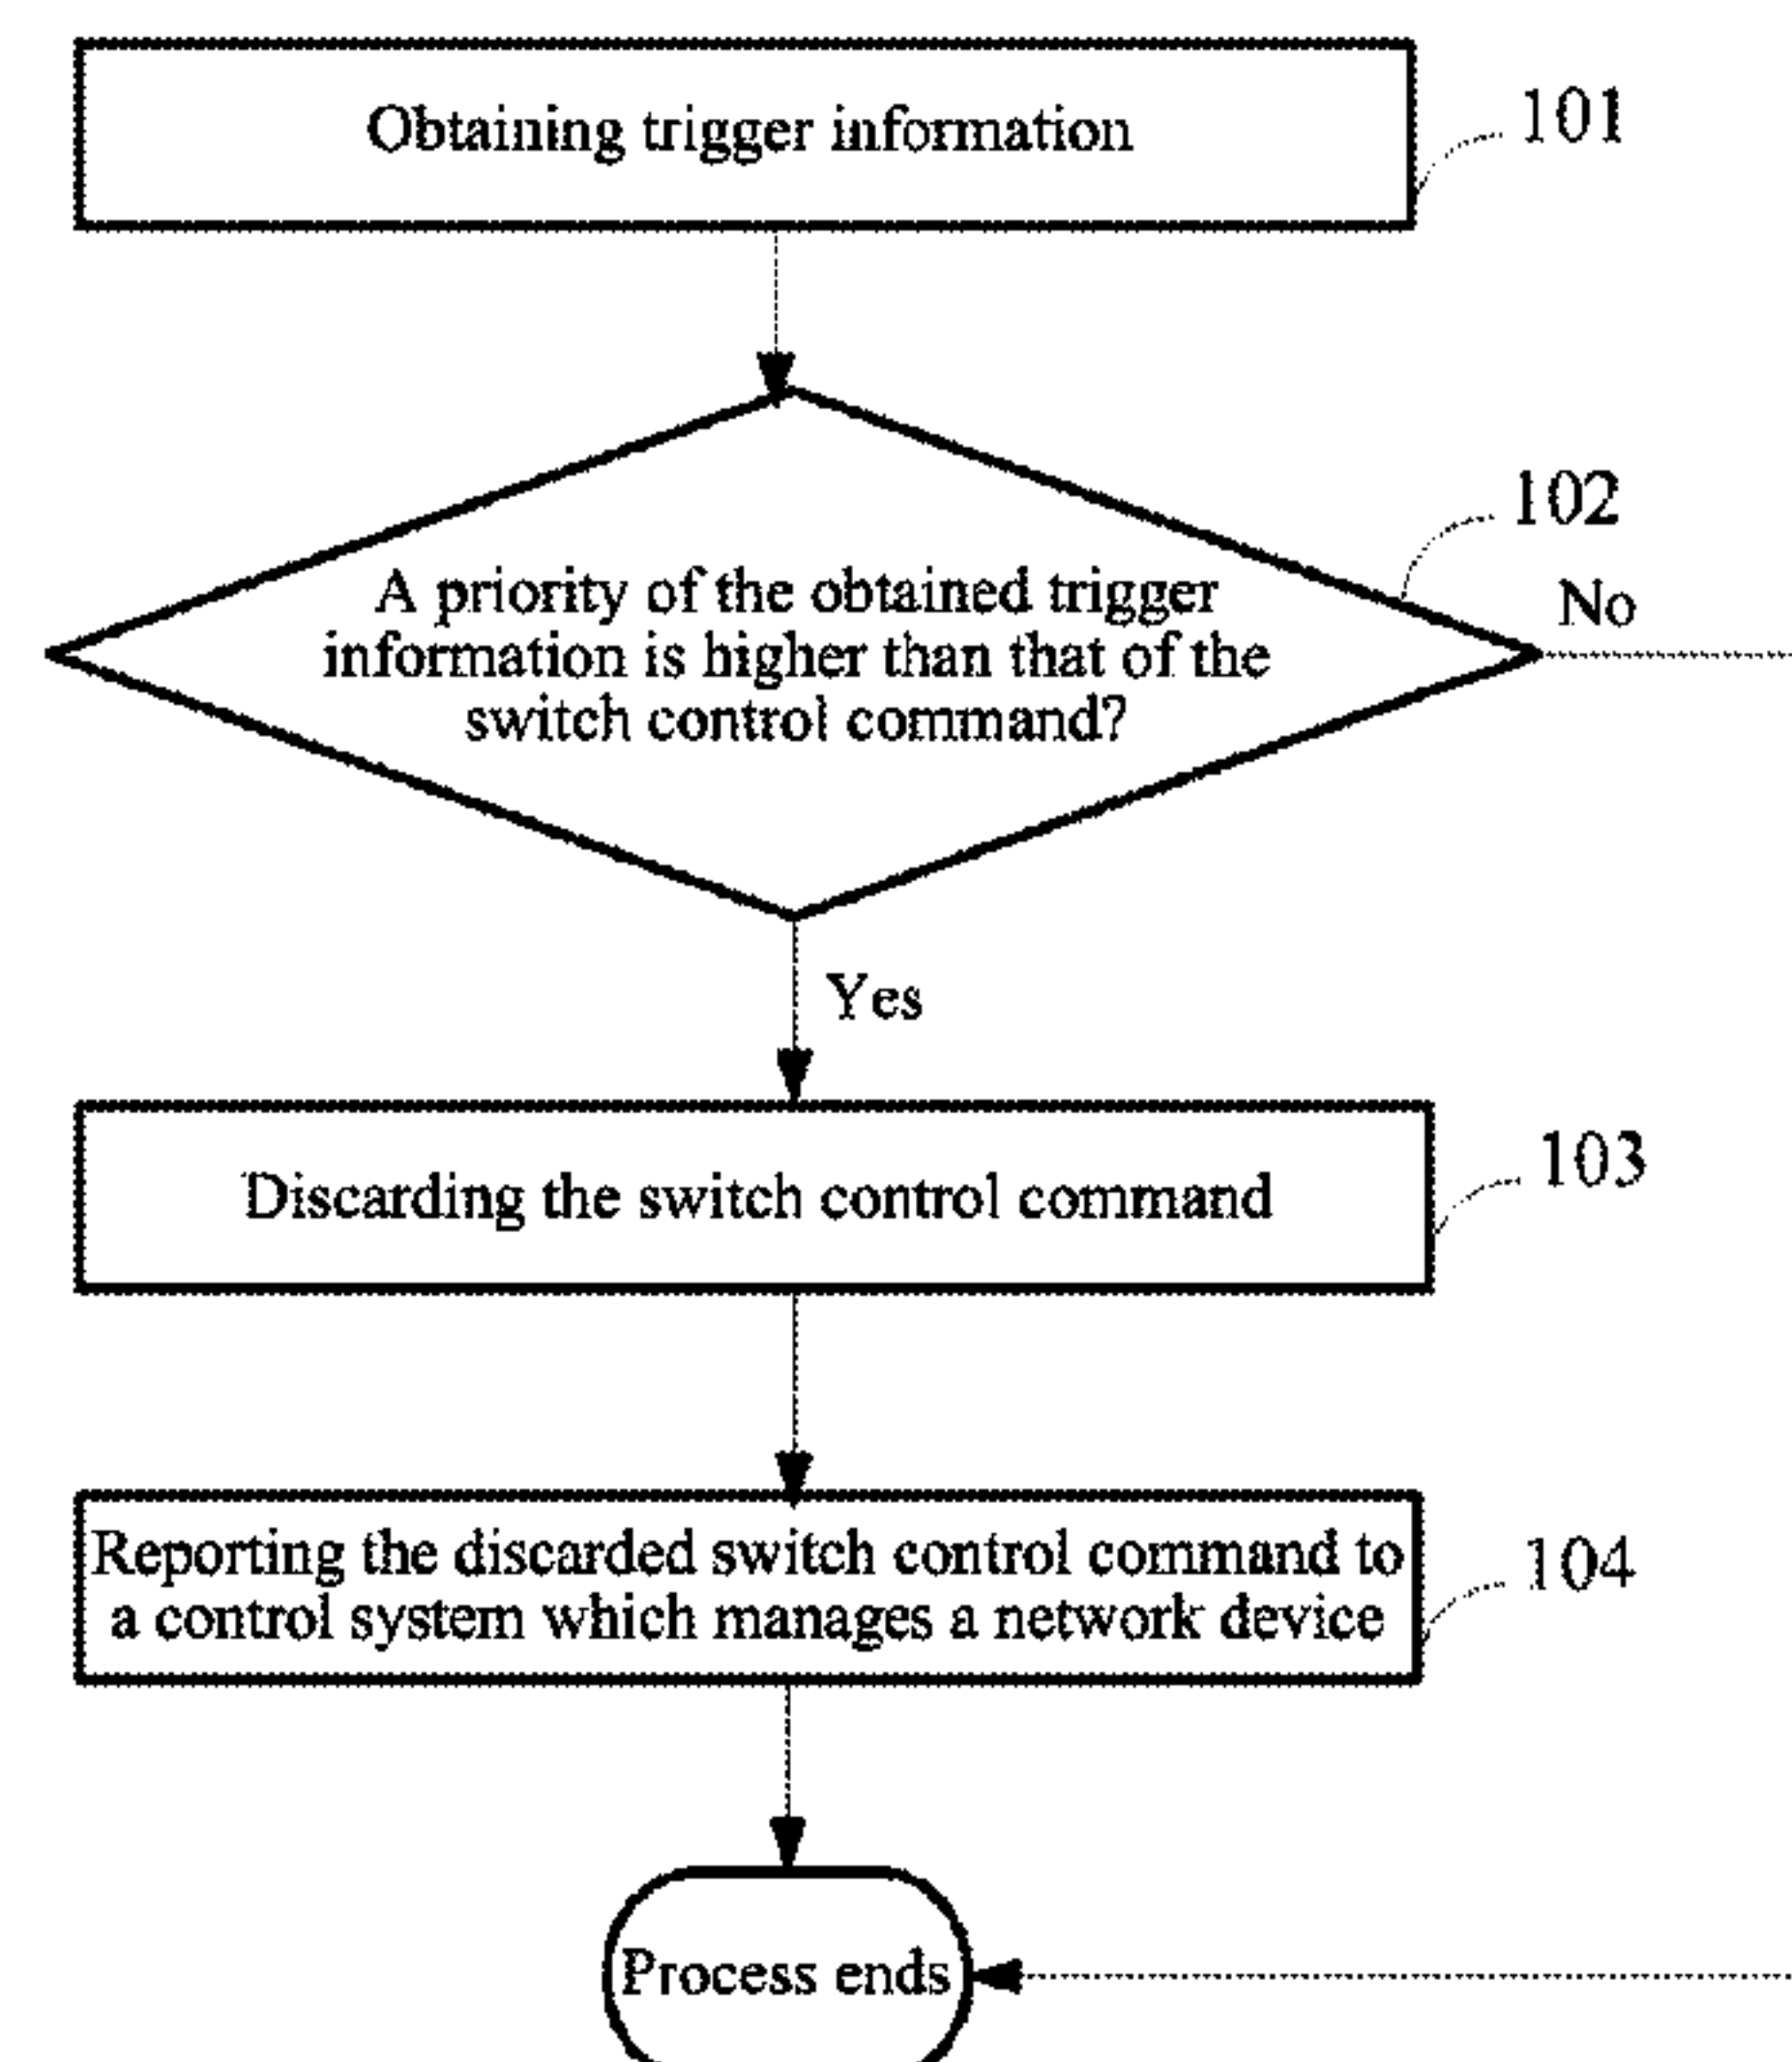 Obtaining trigger information
101
102
No
A priority of the obtained trigger
information is higher than that of the
switch control command?
Yes
103
Discarding the switch control command
Reporting the discarded switch control command to
a control system which manages a network device
104
Process ends